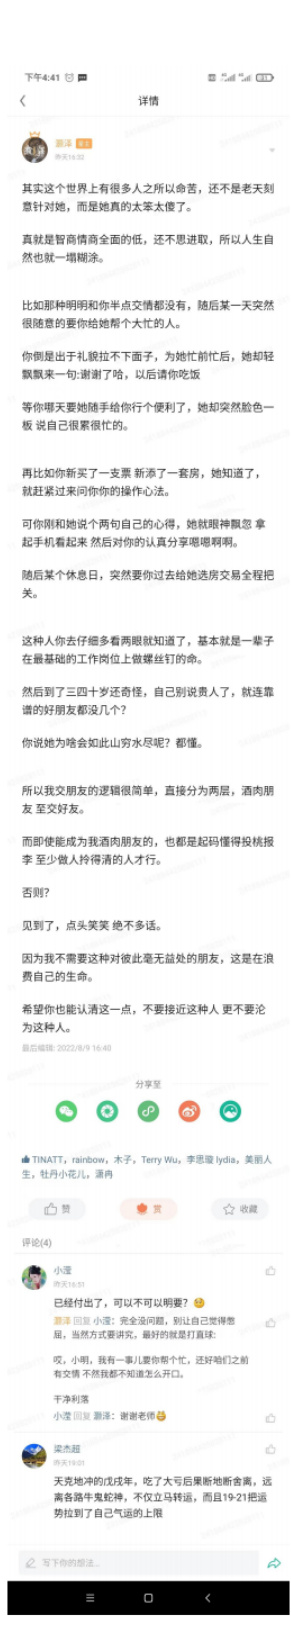 下午4:41
详情
灏泽 星主
昨天16:32
其实这个世界上有很多人之所以命苦，还不是老天刻
意针对她，而是她真的太笨太傻了。
真就是智商情商全面的低，还不思进取，所以人生自
然也就一塌糊涂。
比如那种明明和你半点交情都没有，随后某一天突然
很随意的要你给她帮个大忙的人。
你倒是出于礼貌拉不下面子，为她忙前忙后，她却轻
飘飘来一句:谢谢了哈，以后请你吃饭
等你哪天要她随手给你行个便利了，她却突然脸色一
板 说自己很累很忙的。
再比如你新买了一支票 新添了一套房，她知道了，
就赶紧过来问你你的操作心法。
可你刚和她说个两句自己的心得，她就眼神飘忽 拿
起手机看起来 然后对你的认真分享嗯嗯啊啊。
随后某个休息日，突然要你过去给她选房交易全程把
关。
这种人你去仔细多看两眼就知道了，基本就是一辈子
在最基础的工作岗位上做螺丝钉的命。
然后到了三四十岁还奇怪，自己别说贵人了，就连靠
谱的好朋友都没几个？
你说她为啥会如此山穷水尽呢？都懂。
所以我交朋友的逻辑很简单，直接分为两层，酒肉朋
友 至交好友。
而即使能成为我酒肉朋友的，也都是起码懂得投桃报
李 至少做人拎得清的人才行。
否则？
见到了，点头笑笑 绝不多话。
因为我不需要这种对彼此毫无益处的朋友，这是在浪
费自己的生命。
希望你也能认清这一点，不要接近这种人 更不要沦
为这种人。
最后编辑: 2022/8/9 16:40
分享至
TINATT，rainbow，木子，Terry Wu，李思璇 lydia，美丽人
生，牡丹小花儿，潇冉
赞
赏
收藏
评论(4)
小滢
昨天16:51
已经付出了，可以不可以明要？
灏泽 回复 小滢：完全没问题，别让自己觉得憋
屈，当然方式要讲究，最好的就是打直球:
哎，小明，我有一事儿要你帮个忙，还好咱们之前
有交情 不然我都不知道怎么开口。
干净利落
小滢 回复 灏泽：谢谢老师
梁杰超
昨天19:01
天克地冲的戊戌年，吃了大亏后果断地断舍离，远
离各路牛鬼蛇神，不仅立马转运，而且19-21把运
势拉到了自己气运的上限
写下你的想法...